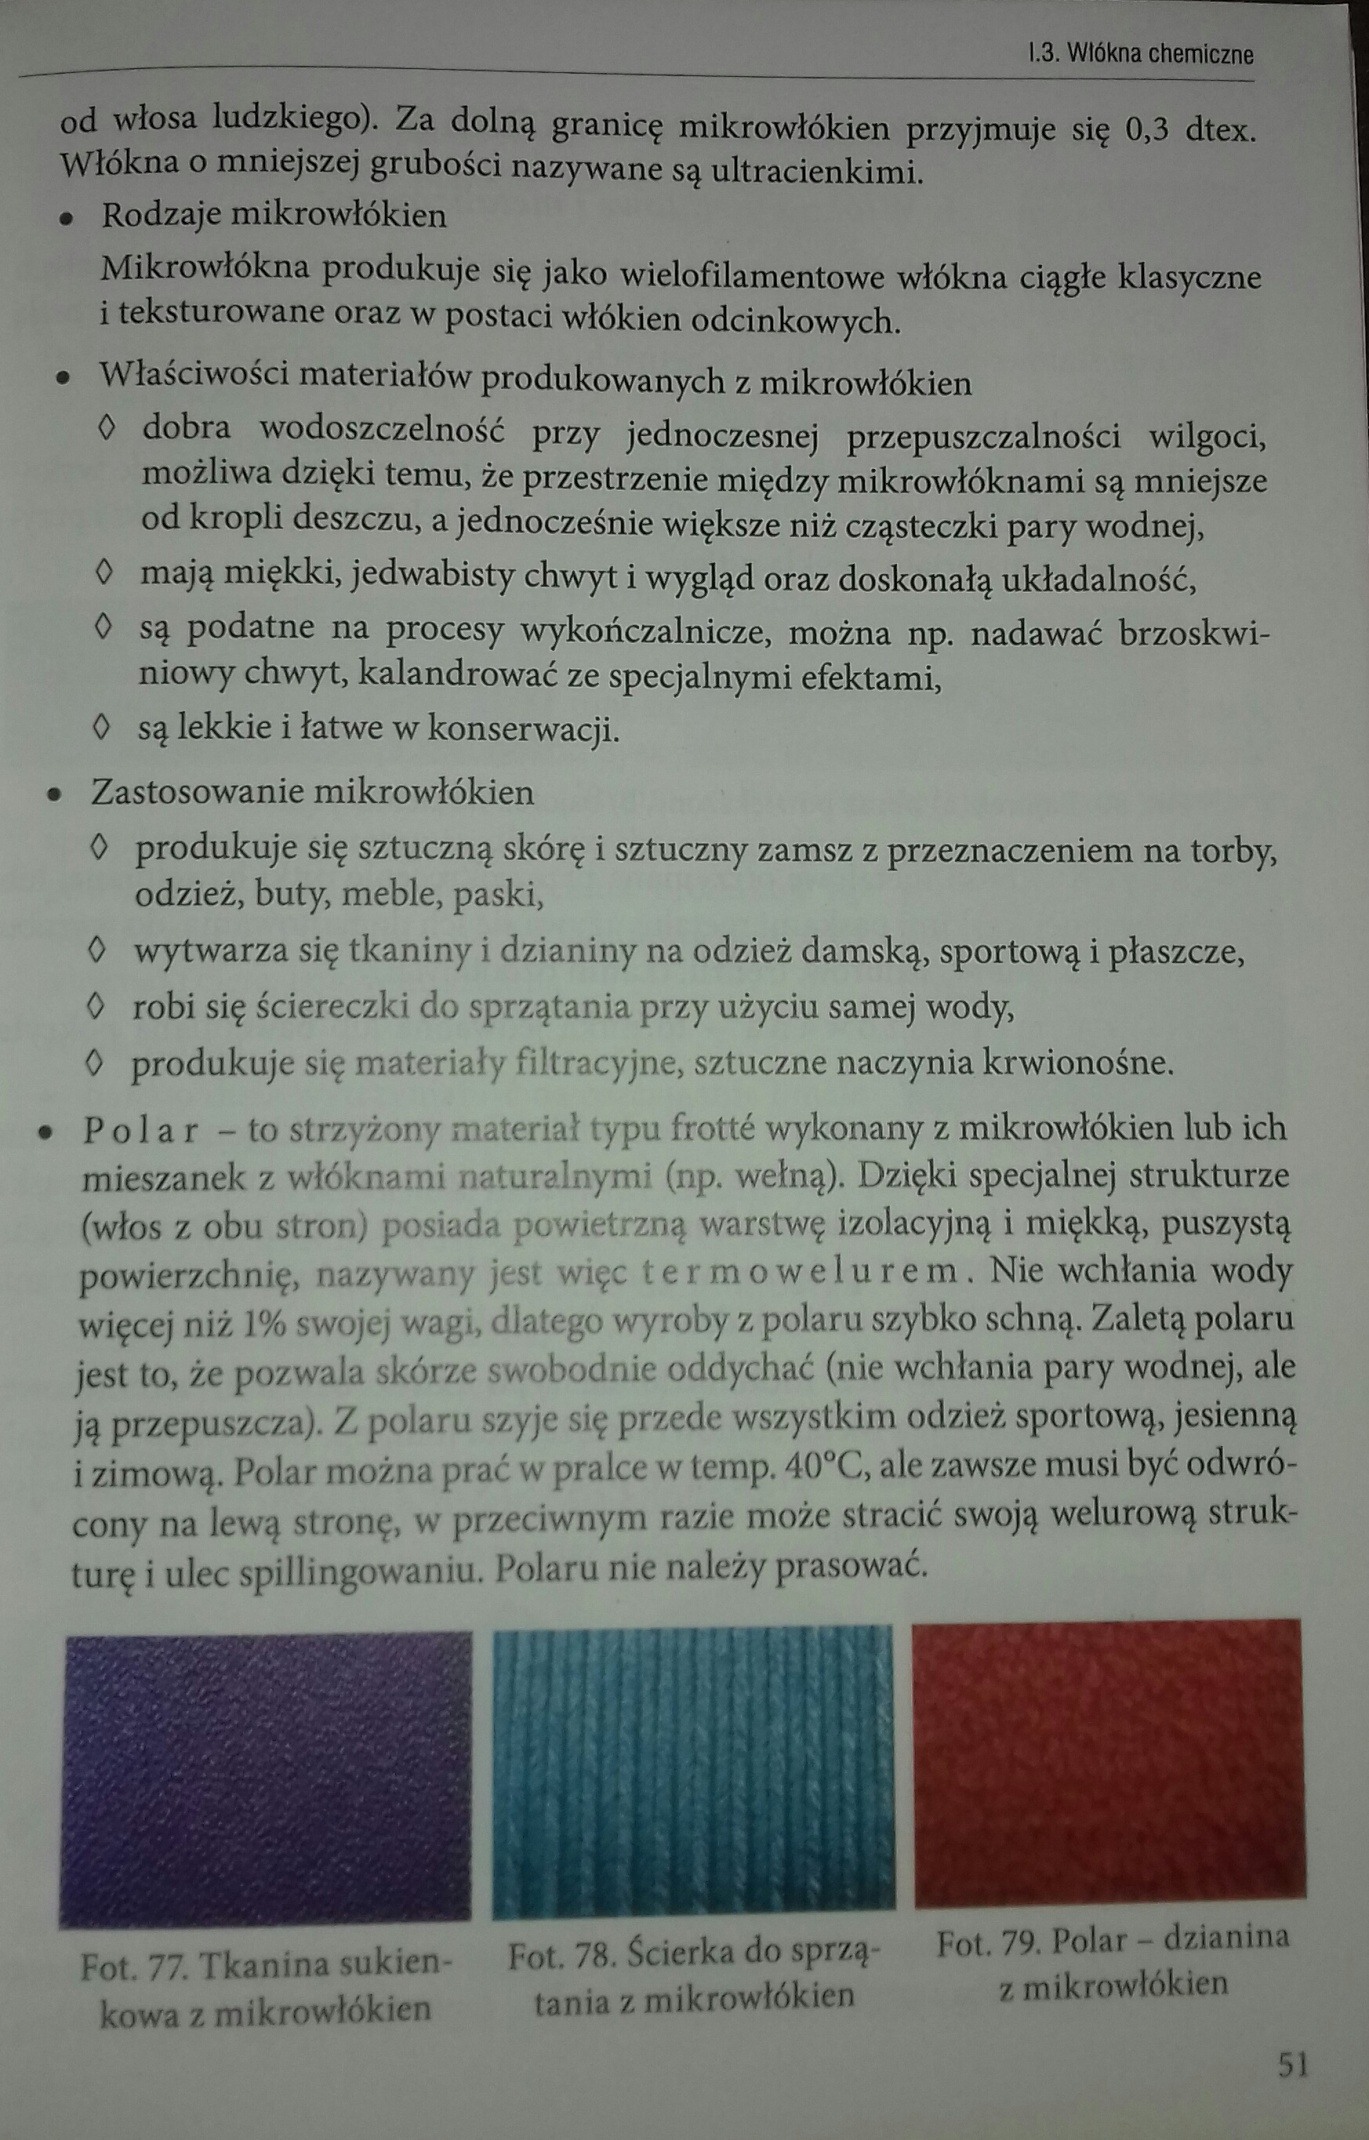 I.3. Włókna chemiczne
od włosa ludzkiego). Za dolną granicę mikrowłókien przyjmuje się 0,3 dtex.
Włókna o mniejszej grubości nazywane są ultracienkimi.
• Rodzaje mikrowłókien
Mikrowłókna produkuje się jako wielofilamentowe włókna ciągłe klasyczne
i teksturowane oraz w postaci włókien odcinkowych.
• Właściwości materiałów produkowanych z mikrowłókien
◊ dobra wodoszczelność przy jednoczesnej przepuszczalności wilgoci,
możliwa dzięki temu, że przestrzenie między mikrowłóknami są mniejsze
od kropli deszczu, a jednocześnie większe niż cząsteczki pary wodnej,
◊ mają miękki, jedwabisty chwyt i wygląd oraz doskonałą układalność,
◊ są podatne na procesy wykończalnicze, można np. nadawać brzoskwi-
niowy chwyt, kalandrować ze specjalnymi efektami,
◊ są lekkie i łatwe w konserwacji.
• Zastosowanie mikrowłókien
◊ produkuje się sztuczną skórę i sztuczny zamsz z przeznaczeniem na torby,
odzież, buty, meble, paski,
◊ wytwarza się tkaniny i dzianiny na odzież damską, sportową i płaszcze,
◊ robi się ściereczki do sprzątania przy użyciu samej wody,
◊ produkuje się materiały filtracyjne, sztuczne naczynia krwionośne.
• Polar – to strzyżony materiał typu frotté wykonany z mikrowłókien lub ich
mieszanek z włóknami naturalnymi (np. wełną). Dzięki specjalnej strukturze
(włos z obu stron) posiada powietrzną warstwę izolacyjną i miękką, puszystą
powierzchnię, nazywany jest więc termowelurem. Nie wchłania wody
więcej niż 1% swojej wagi, dlatego wyroby z polaru szybko schną. Zaletą polaru
jest to, że pozwala skórze swobodnie oddychać (nie wchłania pary wodnej, ale
ją przepuszcza). Z polaru szyje się przede wszystkim odzież sportową, jesienną
i zimową. Polar można prać w pralce w temp. 40°C, ale zawsze musi być odwró-
cony na lewą stronę, w przeciwnym razie może stracić swoją welurową struk-
turę i ulec spillingowaniu. Polaru nie należy prasować.
Fot. 77. Tkanina sukien-
kowa z mikrowłókien
Fot. 78. Ścierka do sprzą-
tania z mikrowłókien
Fot. 79. Polar – dzianina
z mikrowłókien
51